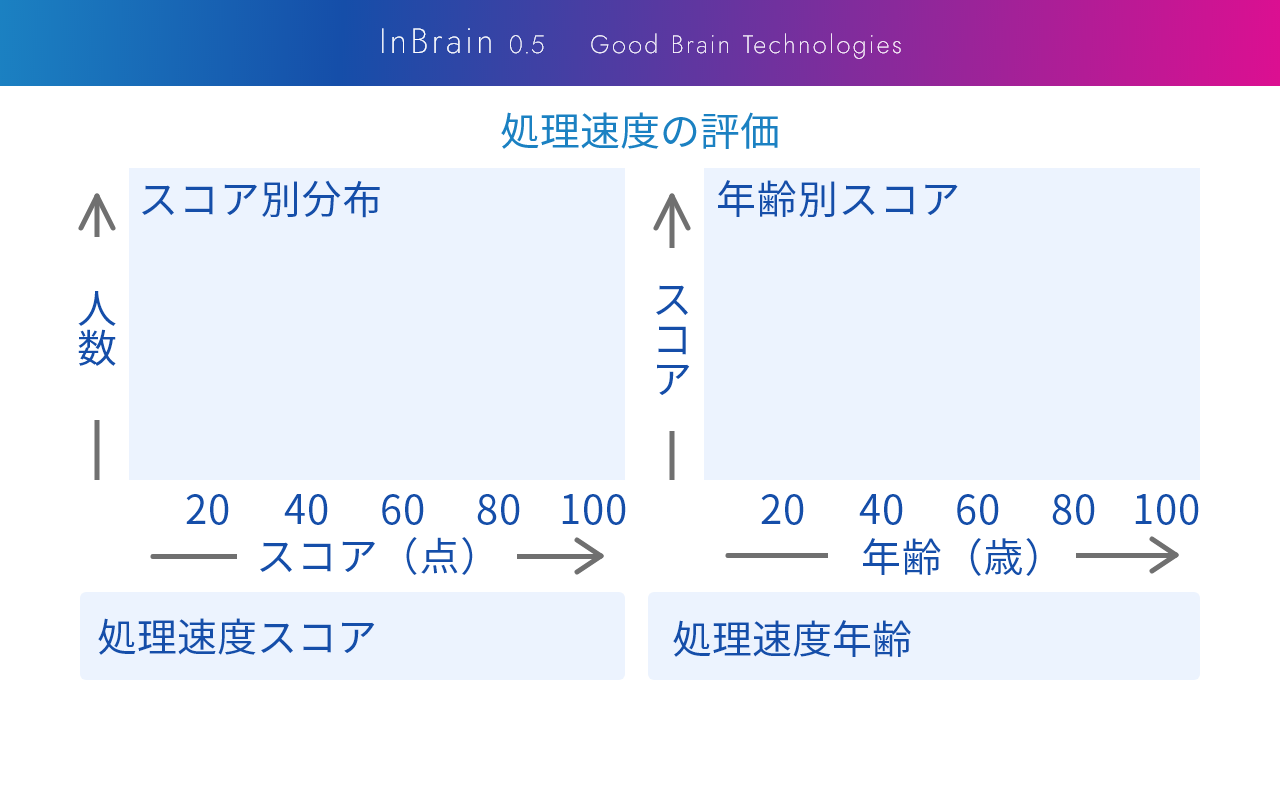 InBrain 0.5 Good Brain Technologies
処理速度の評価
スコア別分布
人数
20 40 60 80 100
スコア（点）
年齢別スコア
スコア
20 40 60 80 100
年齢（歳）
処理速度スコア
処理速度年齢